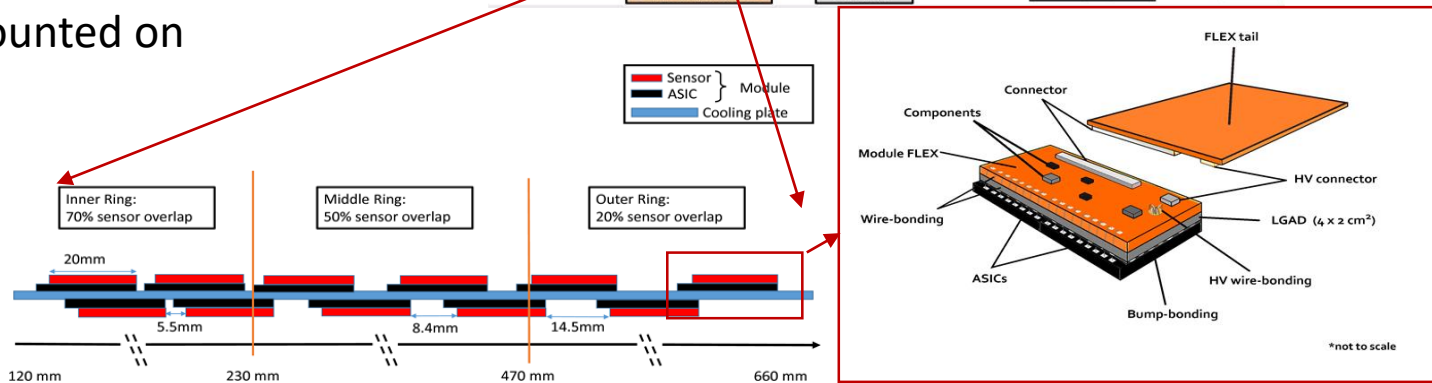 ounted on
Sensor
ASIC
Module
Cooling plate
Inner Ring:
70% sensor overlap
Middle Ring:
50% sensor overlap
Outer Ring:
20% sensor overlap
20mm
5.5mm
8.4mm
14.5mm
120 mm
230 mm
470 mm
660 mm
FLEX tail
Connector
Components
Module FLEX
HV connector
Wire-bonding
LGAD (4 x 2 cm²)
ASICs
HV wire-bonding
Bump-bonding
*not to scale